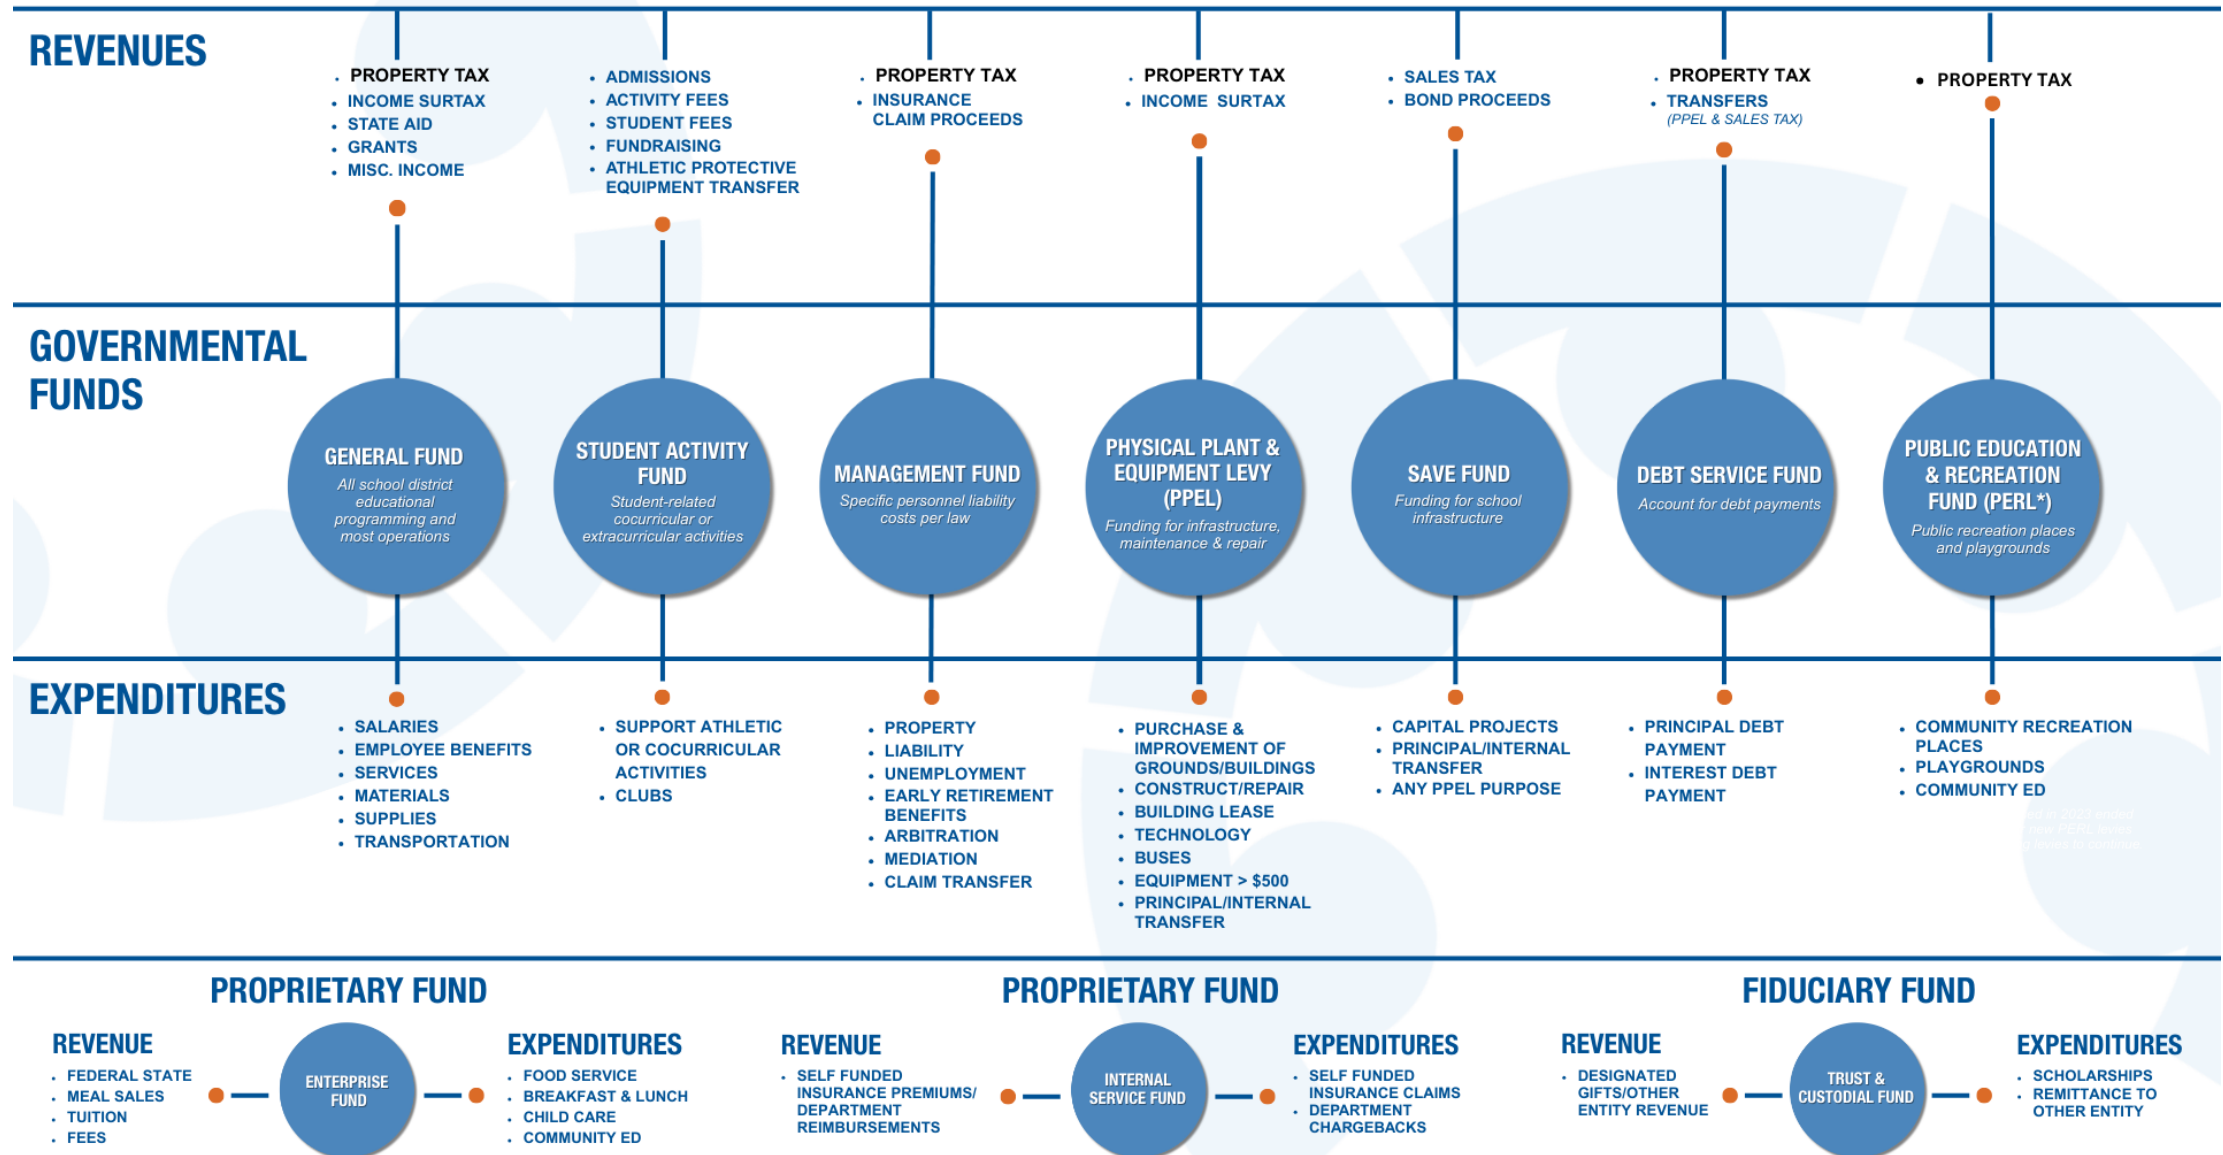 REVENUES
• PROPERTY TAX
• INCOME SURTAX
• STATE AID
• GRANTS
• MISC. INCOME
• ADMISSIONS
• ACTIVITY FEES
• STUDENT FEES
• FUNDRAISING
• ATHLETIC PROTECTIVE
EQUIPMENT TRANSFER
• PROPERTY TAX
• INSURANCE
CLAIM PROCEEDS
• PROPERTY TAX
• INCOME SURTAX
• SALES TAX
• BOND PROCEEDS
• PROPERTY TAX
• TRANSFERS
(PPEL & SALES TAX)
• PROPERTY TAX
GOVERNMENTAL
FUNDS
GENERAL FUND
All school district
educational
programming and
most operations
STUDENT ACTIVITY
FUND
Student-related
cocurricular or
extracurricular activities
MANAGEMENT FUND
Specific personnel liability
costs per law
PHYSICAL PLANT &
EQUIPMENT LEVY
(PPEL)
Funding for infrastructure,
maintenance & repair
SAVE FUND
Funding for school
infrastructure
DEBT SERVICE FUND
Account for debt payments
PUBLIC EDUCATION
& RECREATION
FUND (PERL*)
Public recreation places
and playgrounds
EXPENDITURES
• SALARIES
• EMPLOYEE BENEFITS
• SERVICES
• MATERIALS
• SUPPLIES
• TRANSPORTATION
• SUPPORT ATHLETIC
OR COCURRICULAR
ACTIVITIES
• CLUBS
• PROPERTY
• LIABILITY
• UNEMPLOYMENT
• EARLY RETIREMENT
BENEFITS
• ARBITRATION
• MEDIATION
• CLAIM TRANSFER
• PURCHASE &
IMPROVEMENT OF
GROUNDS/BUILDINGS
• CONSTRUCT/REPAIR
• BUILDING LEASE
• TECHNOLOGY
• BUSES
• EQUIPMENT > $500
• PRINCIPAL/INTERNAL
TRANSFER
• CAPITAL PROJECTS
• PRINCIPAL/INTERNAL
TRANSFER
• ANY PPEL PURPOSE
• PRINCIPAL DEBT
PAYMENT
• INTEREST DEBT
PAYMENT
• COMMUNITY RECREATION
PLACES
• PLAYGROUNDS
• COMMUNITY ED
in 2023 ended
new PERL levies
levies to continue
PROPRIETARY FUND
REVENUE
• FEDERAL STATE
• MEAL SALES
• TUITION
• FEES
ENTERPRISE
FUND
EXPENDITURES
• FOOD SERVICE
• BREAKFAST & LUNCH
• CHILD CARE
• COMMUNITY ED
PROPRIETARY FUND
REVENUE
• SELF FUNDED
INSURANCE PREMIUMS/
DEPARTMENT
REIMBURSEMENTS
INTERNAL
SERVICE FUND
EXPENDITURES
• SELF FUNDED
INSURANCE CLAIMS
• DEPARTMENT
CHARGEBACKS
FIDUCIARY FUND
REVENUE
• DESIGNATED
GIFTS/OTHER
ENTITY REVENUE
TRUST &
CUSTODIAL FUND
EXPENDITURES
• SCHOLARSHIPS
• REMITTANCE TO
OTHER ENTITY